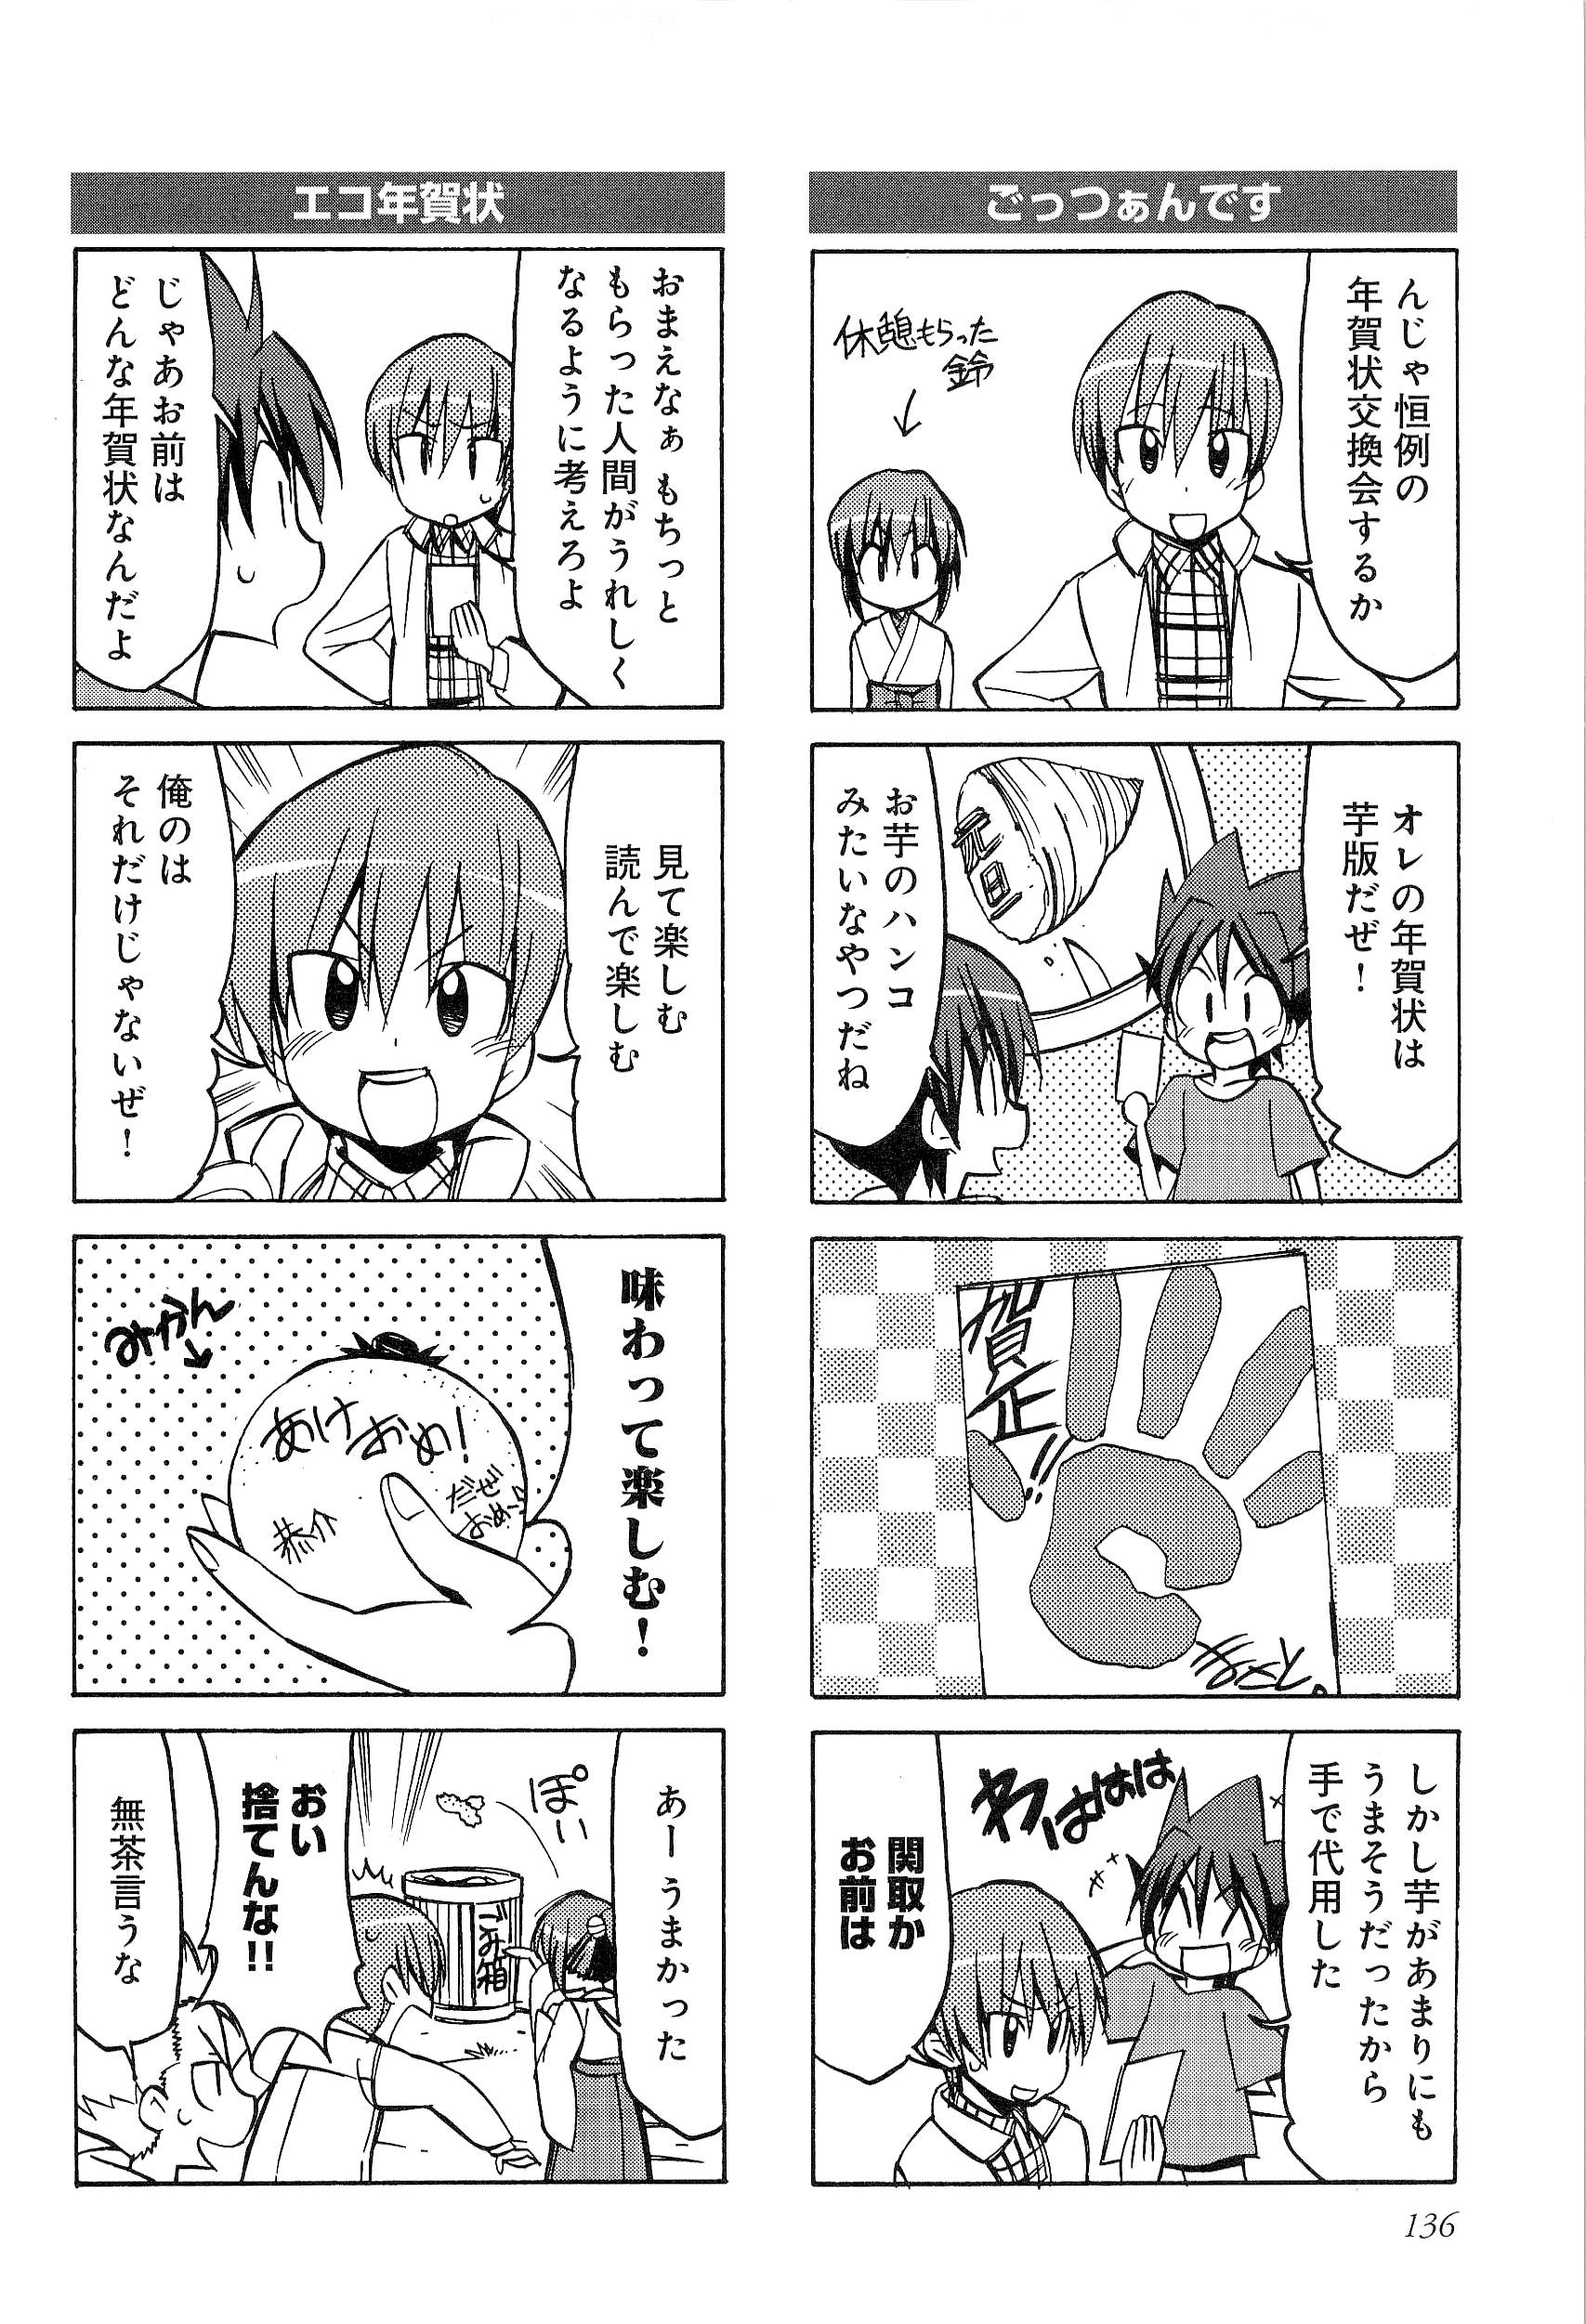 ごっつぁんです
んじゃ恒例の
年賀状交換会するか
休憩もらった
鈴
オレの年賀状は
芋版だぜ！
元旦
お芋のハンコ
みたいなやつだね
賀正!!
まさと。
しかし芋があまりにも
うまそうだったから
手で代用した
わはははは
関取か
お前は
エコ年賀状
おまえなぁ もちっと
もらった人間がうれしく
なるように考えろよ
じゃあお前は
どんな年賀状なんだよ
見て楽しむ
読んで楽しむ
俺のは
それだけじゃないぜ！
味わって楽しむ！
みかん
あけ
おめ！
だぜ
恭介
あーうまかった
ぽい
ごみ箱
おい
捨てんな!!
無茶言うな
136